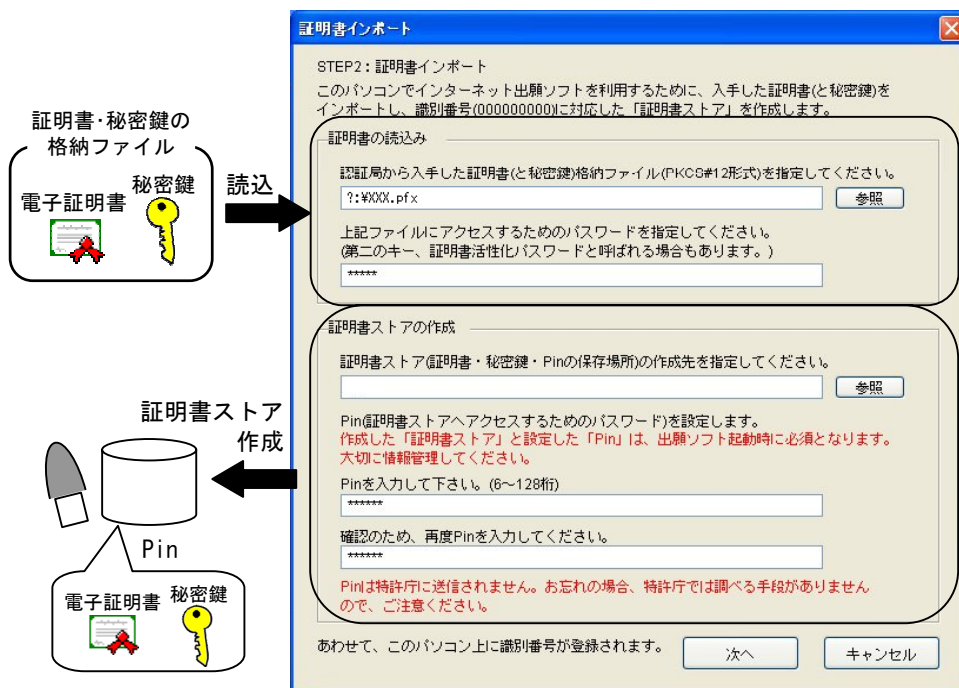 証明書インポート
STEP2:証明書インポート
このパソコンでインターネット出願ソフトを利用するために、入手した証明書(と秘密鍵)を
インポートし、識別番号(000000000)に対応した「証明書ストア」を作成します。
証明書・秘密鍵の
格納ファイル
電子証明書
秘密鍵
読込
証明書の読込み
認証局から入手した証明書(と秘密鍵)格納ファイル(PKCS#12形式)を指定してください。
?:¥XXX.pfx
参照
上記ファイルにアクセスするためのパスワードを指定してください。
(第二のキー、証明書活性化パスワードと呼ばれる場合もあります。)
*****
証明書ストアの作成
証明書ストア(証明書・秘密鍵・Pinの保存場所)の作成先を指定してください。
参照
Pin(証明書ストアへアクセスするためのパスワード)を設定します。
作成した「証明書ストア」と設定した「Pin」は、出願ソフト起動時に必須となります。
大切に情報管理してください。
Pinを入力して下さい。(6~128桁)
******
確認のため、再度Pinを入力してください。
******
Pinは特許庁に送信されません。お忘れの場合、特許庁では調べる手段がありません
ので、ご注意ください。
証明書ストア
作成
Pin
電子証明書
秘密鍵
あわせて、このパソコン上に識別番号が登録されます。
次へ
キャンセル